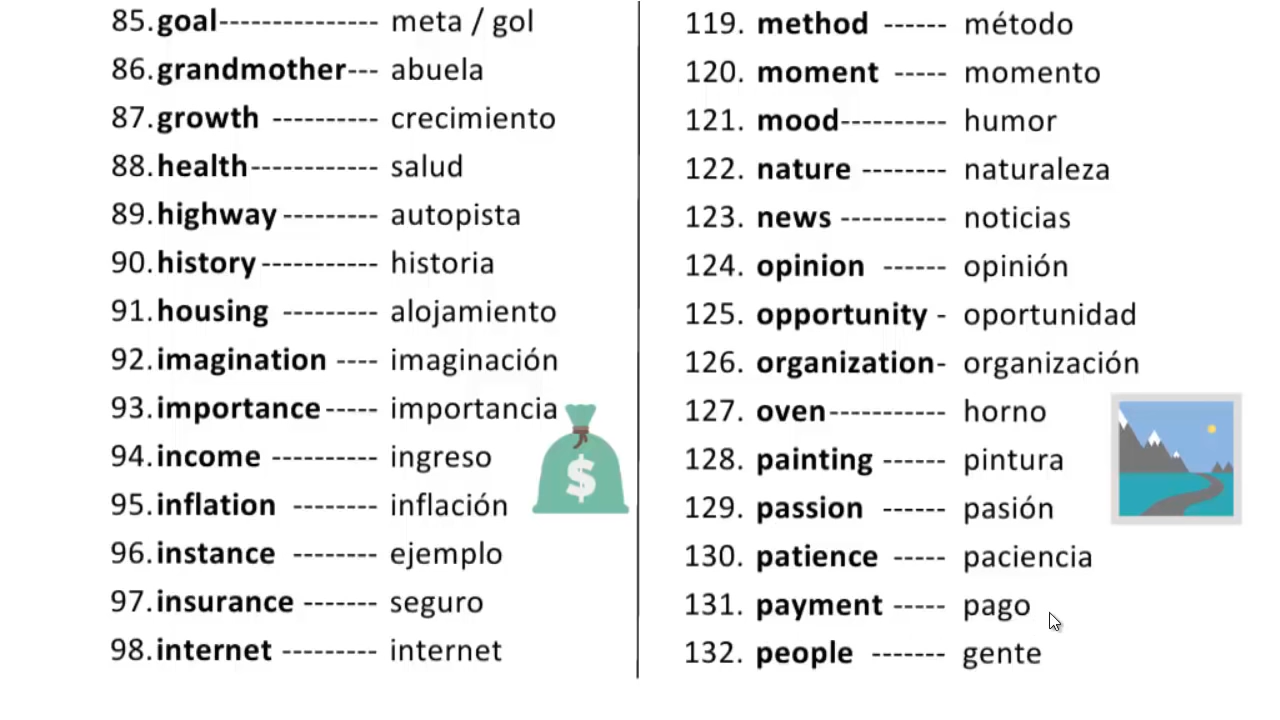 85.goal--------------- meta / gol
86.grandmother--- abuela
87.growth ---------- crecimiento
88.health------------ salud
89.highway --------- autopista
90.history ----------- historia
91.housing --------- alojamiento
92.imagination ---- imaginación
93.importance ----- importancia
94.income ---------- ingreso
95.inflation -------- inflación
96.instance -------- ejemplo
97.insurance ------- seguro
98.internet --------- internet
$
119. method ------ método
120. moment ----- momento
121. mood---------- humor
122. nature -------- naturaleza
123. news ---------- noticias
124. opinion ------ opinión
125. opportunity - oportunidad
126. organization- organización
127. oven----------- horno
128. painting ------ pintura
129. passion ------ pasión
130. patience ----- paciencia
131. payment ----- pago
132. people ------- gente